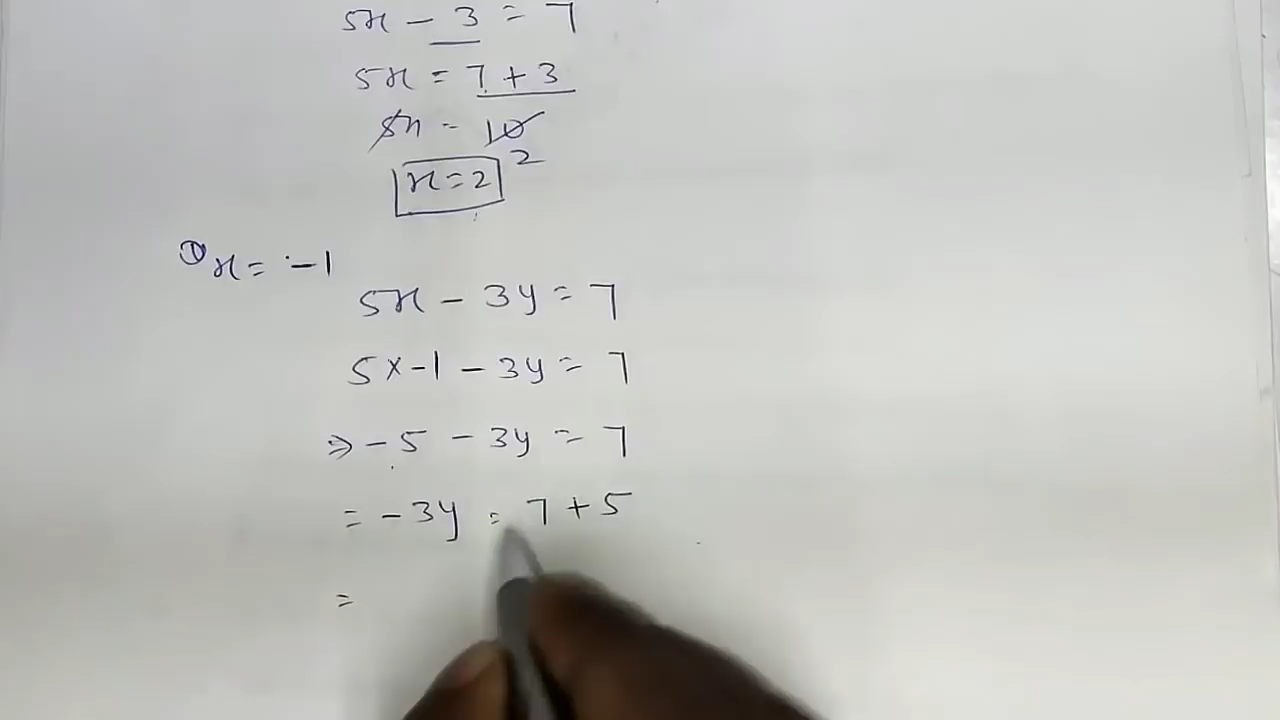 5x - 3 = 7
5x = 7 + 3
5x = 10
2
x = 2
① x = -1
5x - 3y = 7
5 × -1 - 3y = 7
⇒ -5 - 3y = 7
= -3y = 7 + 5
=